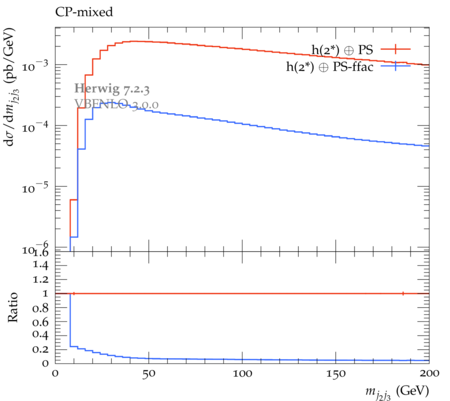 CP-mixed
h(2*) ⊕ PS
h(2*) ⊕ PS-ffac
Herwig 7.2.3
VBFNLO 3.0.0
dσ/dm_{j2j3} (pb/GeV)
10^{-3}
10^{-4}
10^{-5}
10^{-6}
Ratio
1.6
1.4
1.2
1
0.8
0.6
0.4
0.2
0
0 50 100 150 200
m_{j2j3} (GeV)